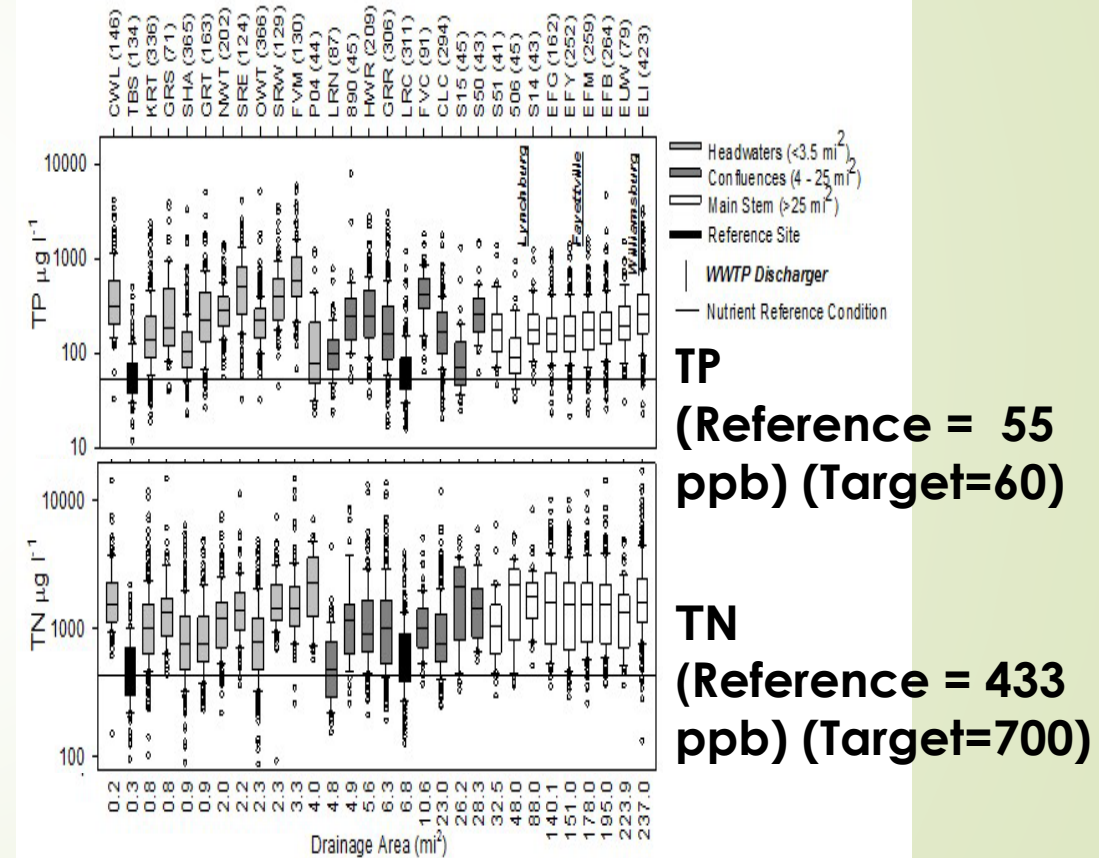 CWL (146)
TBS (134)
KRT (336)
GRS (71)
SHA (365)
GRT (163)
NWT (202)
SRE (124)
OWT (366)
SRW (129)
FVM (130)
P04 (44)
LRN (87)
890 (45)
HWR (209)
GRR (306)
LRC (311)
FVC (91)
CLC (294)
S15 (45)
S50 (43)
S51 (41)
506 (45)
S14 (43)
EFG (162)
EFY (252)
EFM (259)
EFB (264)
EUW (79)
ELI (423)
TP µg l⁻¹
10000
1000
100
10
Lynchburg
Fayettville
Williamsburg
Headwaters (<3.5 mi²)
Confluences (4 - 25 mi²)
Main Stem (>25 mi²)
Reference Site
WWTP Discharger
Nutrient Reference Condition
TP
(Reference = 55
ppb) (Target=60)
TN µg l⁻¹
10000
1000
100
TN
(Reference = 433
ppb) (Target=700)
0.2
0.3
0.8
0.8
0.9
0.9
2.0
2.2
2.3
2.3
3.3
4.0
4.8
4.9
5.6
6.3
6.8
10.6
23.0
26.2
28.3
32.5
48.0
88.0
140.1
151.0
178.0
195.0
223.9
237.0
Drainage Area (mi²)